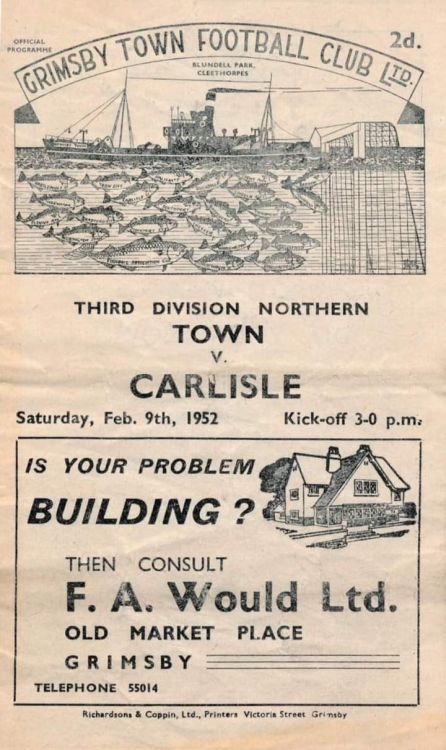 OFFICIAL
PROGRAMME
GRIMSBY TOWN FOOTBALL CLUB LTD.
2d.
BLUNDELL PARK,
CLEETHORPES
THIRD DIVISION NORTHERN
TOWN
V.
CARLISLE
Saturday, Feb. 9th, 1952 Kick-off 3-0 p.m.
IS YOUR PROBLEM
BUILDING ?
THEN CONSULT
F. A. Would Ltd.
OLD MARKET PLACE
GRIMSBY
TELEPHONE 55014
Richardsons & Coppin, Ltd., Printers Victoria Street Grimsby